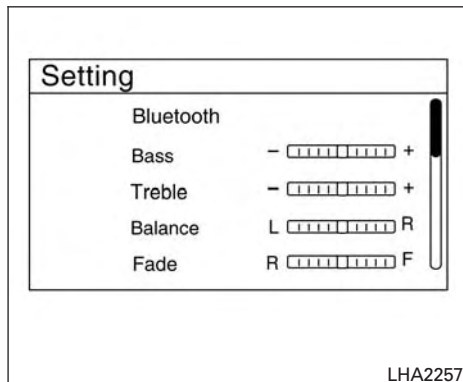 Setting
Bluetooth
Bass - +
Treble - +
Balance L R
Fade R F
LHA2257